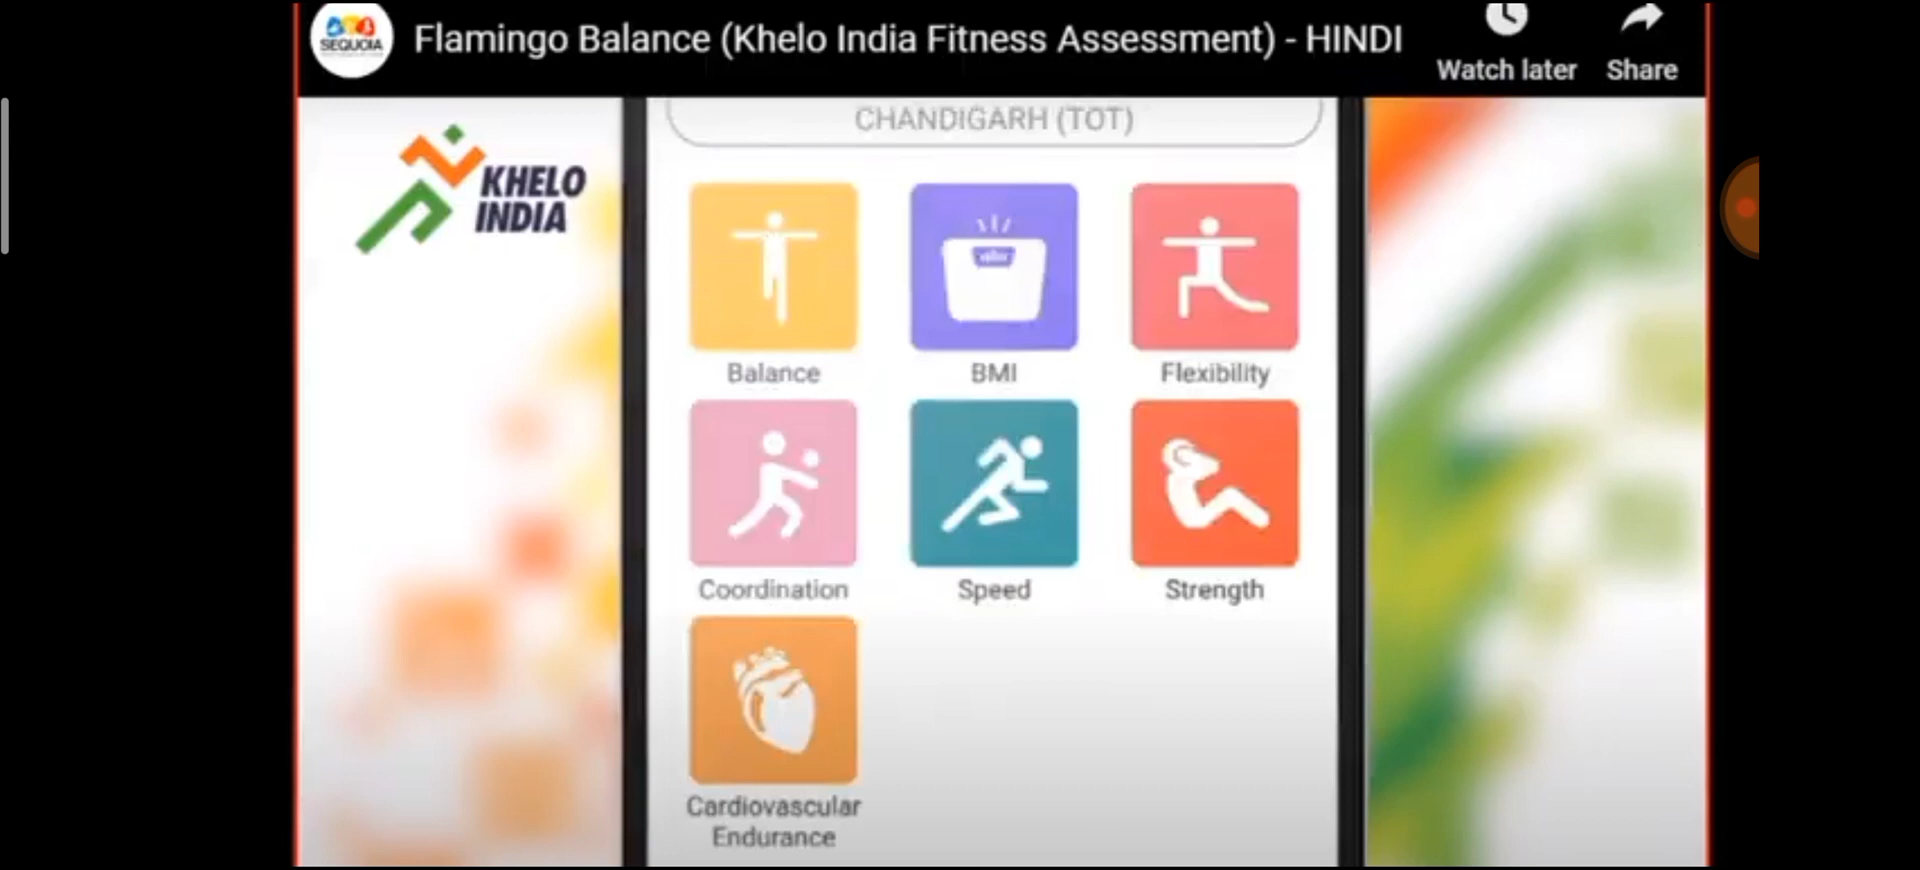 SEQUOIA
Flamingo Balance (Khelo India Fitness Assessment) - HINDI
Watch later
Share
KHELO
INDIA
CHANDIGARH (TOT)
Balance
BMI
Flexibility
Coordination
Speed
Strength
Cardiovascular
Endurance